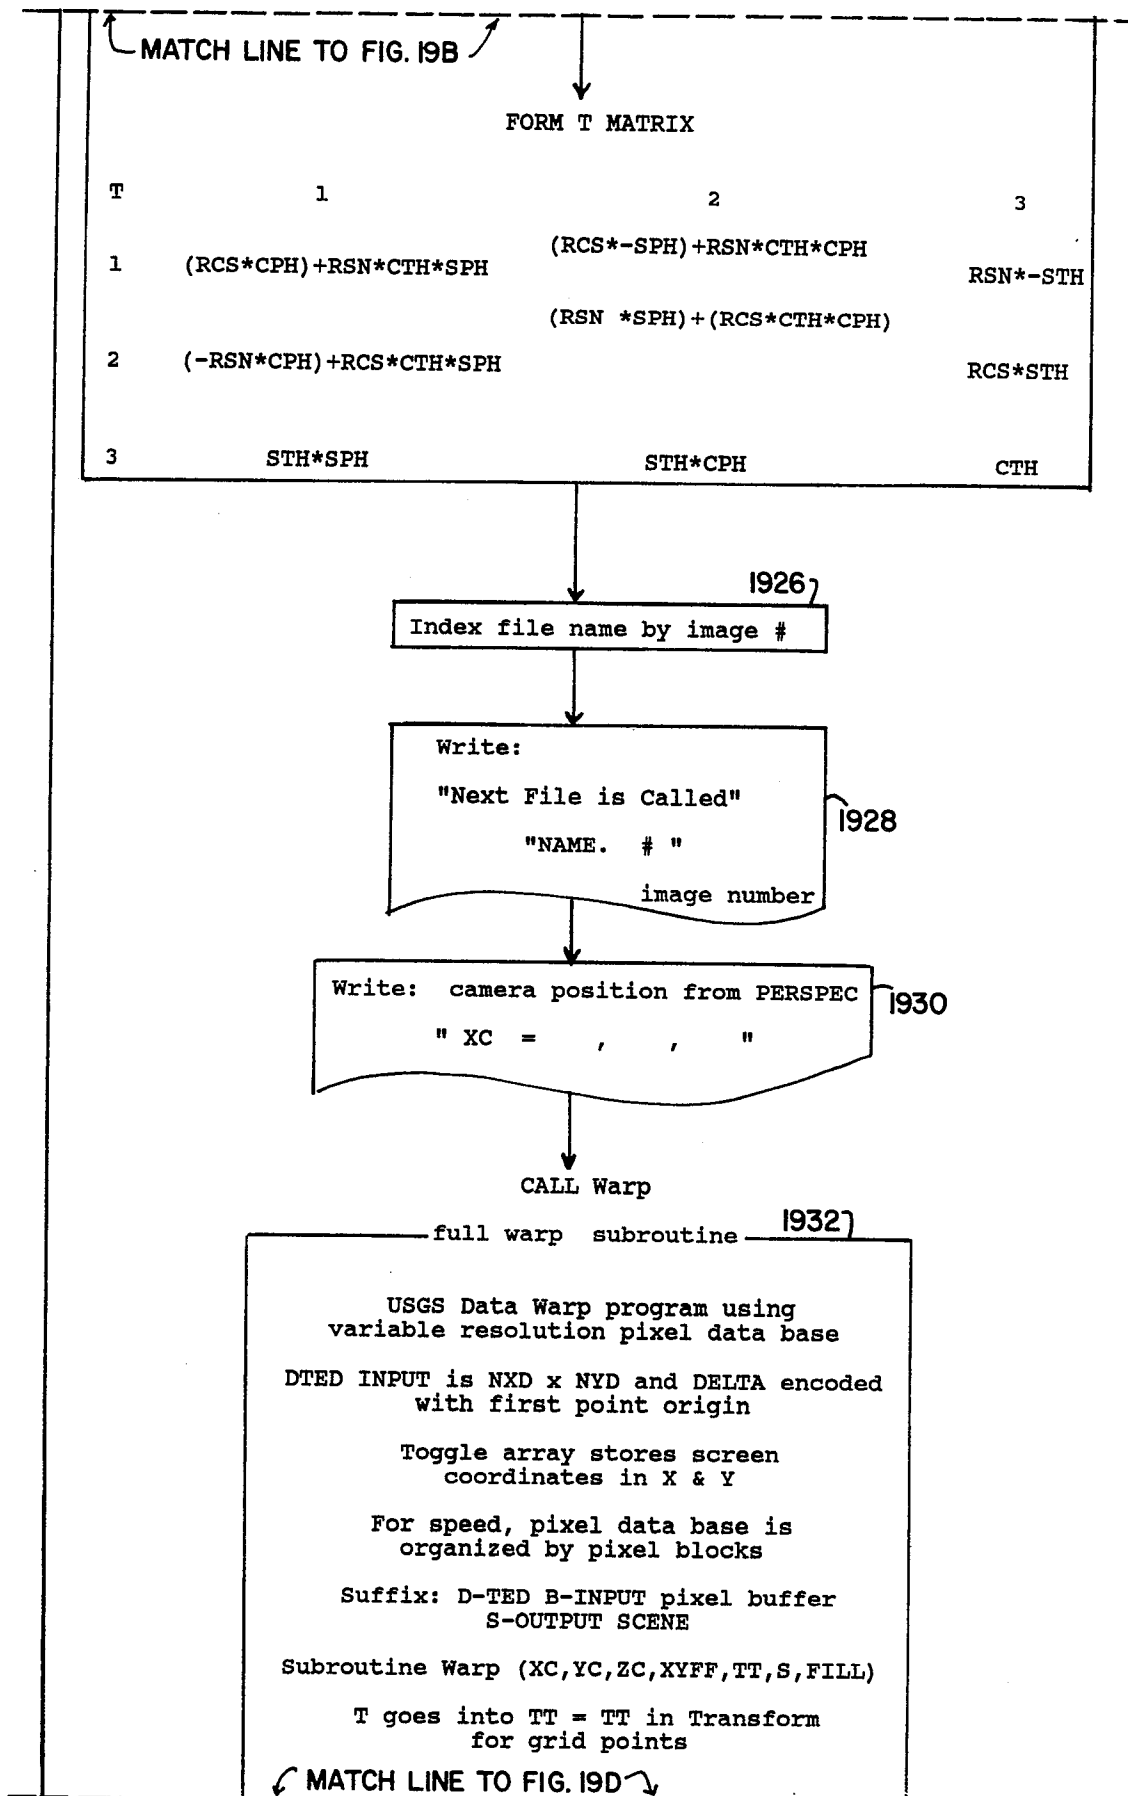 MATCH LINE TO FIG. 19B
FORM T MATRIX
T 1 2 3
(RCS*-SPH)+RSN*CTH*CPH
1 (RCS*CPH)+RSN*CTH*SPH RSN*-STH
(RSN *SPH)+(RCS*CTH*CPH)
2 (-RSN*CPH)+RCS*CTH*SPH RCS*STH
3 STH*SPH STH*CPH CTH
1926
Index file name by image #
Write:
"Next File is Called"
1928
"NAME. # "
image number
Write: camera position from PERSPEC
1930
" XC = , , "
CALL Warp
full warp subroutine 1932
USGS Data Warp program using
variable resolution pixel data base
DTED INPUT is NXD x NYD and DELTA encoded
with first point origin
Toggle array stores screen
coordinates in X & Y
For speed, pixel data base is
organized by pixel blocks
Suffix: D-TED B-INPUT pixel buffer
S-OUTPUT SCENE
Subroutine Warp (XC,YC,ZC,XYFF,TT,S,FILL)
T goes into TT = TT in Transform
for grid points
MATCH LINE TO FIG. 19D